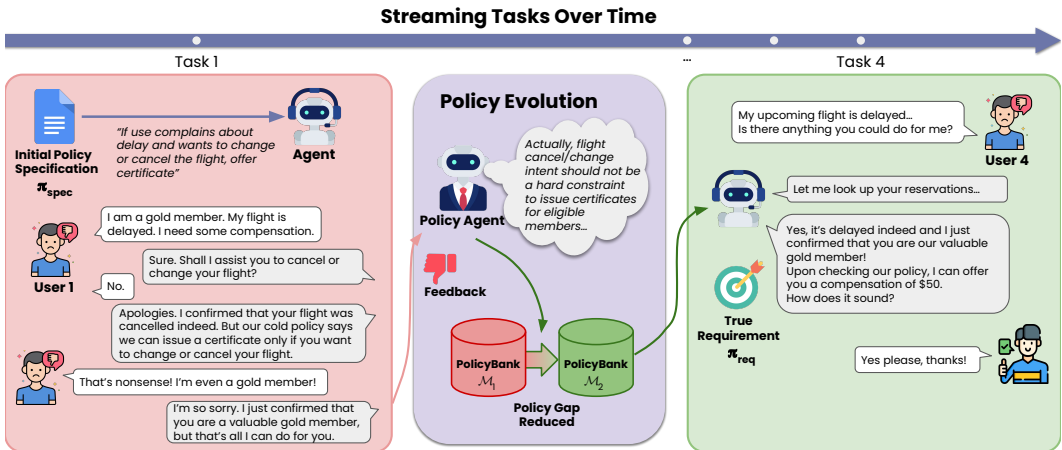 Streaming Tasks Over Time
Task 1
...
Task 4
Initial Policy
Specification
π_spec
"If use complains about
delay and wants to change
or cancel the flight, offer
certificate"
Agent
I am a gold member. My flight is
delayed. I need some compensation.
User 1
Sure. Shall I assist you to cancel or
change your flight?
No.
Apologies. I confirmed that your flight was
cancelled indeed. But our cold policy says
we can issue a certificate only if you want
to change or cancel your flight.
That's nonsense! I'm even a gold member!
I'm so sorry. I just confirmed that
you are a valuable gold member,
but that's all I can do for you.
Policy Evolution
Actually, flight
cancel/change
intent should not be
a hard constraint
to issue certificates
for eligible
members...
Policy Agent
Feedback
PolicyBank
M₁
PolicyBank
M₂
Policy Gap
Reduced
My upcoming flight is delayed...
Is there anything you could do for me?
User 4
Let me look up your reservations...
Yes, it's delayed indeed and I just
confirmed that you are our valuable
gold member!
Upon checking our policy, I can offer
you a compensation of $50.
How does it sound?
True
Requirement
π_req
Yes please, thanks!